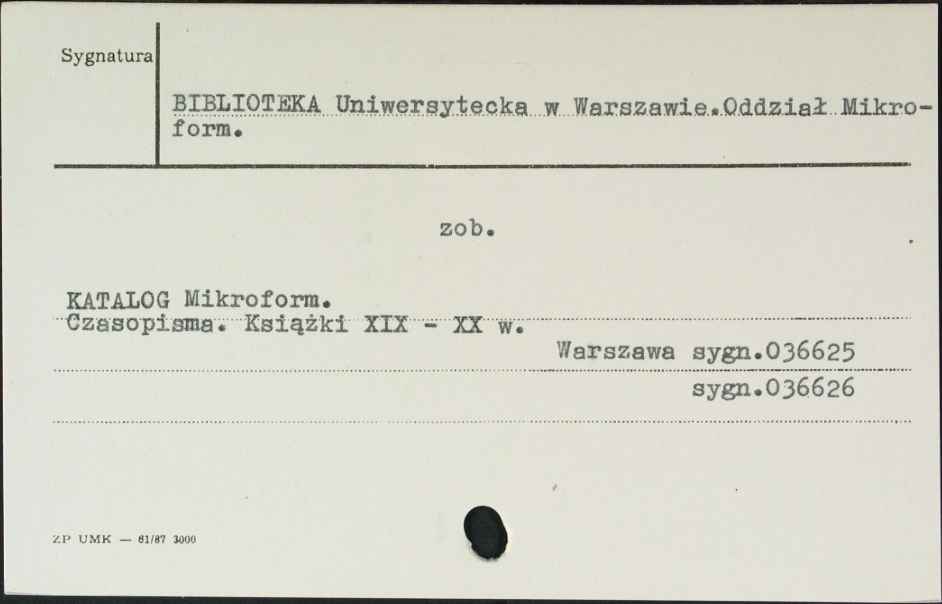 Sygnatura
BIBLIOTEKA Uniwersytecka w Warszawie.Oddział Mikro-
form.
zob.
KATALOG Mikroform.
Czasopisma. Książki XIX - XX w.
Warszawa sygn.036625
sygn.036626
ZP UMK — 61/87 3000